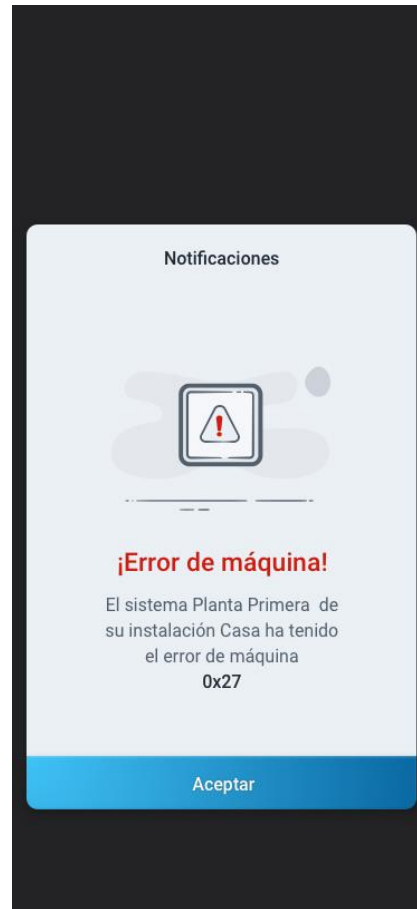 Notificaciones
¡Error de máquina!
El sistema Planta Primera  de
su instalación Casa ha tenido
el error de máquina
0x27
Aceptar